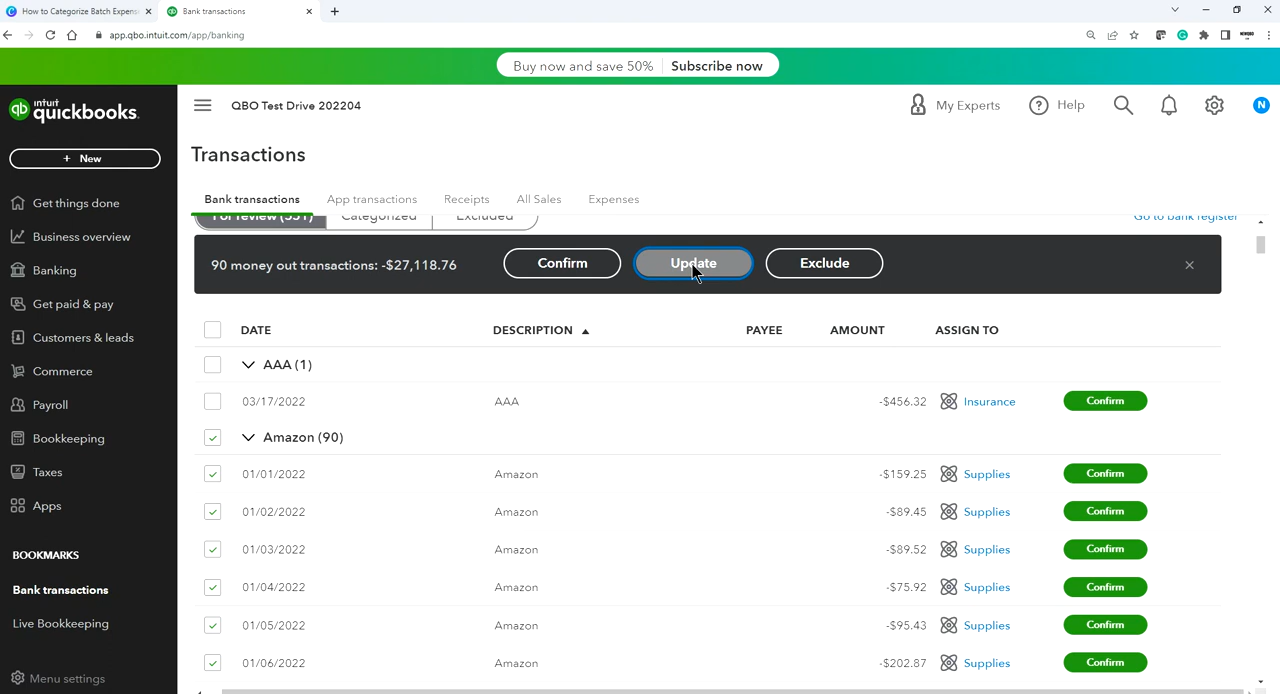 How to Categorize Batch Expens
Bank transactions
app.qbo.intuit.com/app/banking
Buy now and save 50%
Subscribe now
intuit quickbooks.
QBO Test Drive 202204
My Experts
Help
N
+ New
Transactions
Get things done
Business overview
Banking
Get paid & pay
Customers & leads
Commerce
Payroll
Bookkeeping
Taxes
Apps
BOOKMARKS
Bank transactions
Live Bookkeeping
Menu settings
Bank transactions App transactions Receipts All Sales Expenses
For review (551) Categorized Excluded
Go to bank register
90 money out transactions: -$27,118.76 Confirm Update Exclude
DATE DESCRIPTION PAYEE AMOUNT ASSIGN TO
AAA (1)
03/17/2022 AAA -$456.32 Insurance Confirm
Amazon (90)
01/01/2022 Amazon -$159.25 Supplies Confirm
01/02/2022 Amazon -$89.45 Supplies Confirm
01/03/2022 Amazon -$89.52 Supplies Confirm
01/04/2022 Amazon -$75.92 Supplies Confirm
01/05/2022 Amazon -$95.43 Supplies Confirm
01/06/2022 Amazon -$202.87 Supplies Confirm